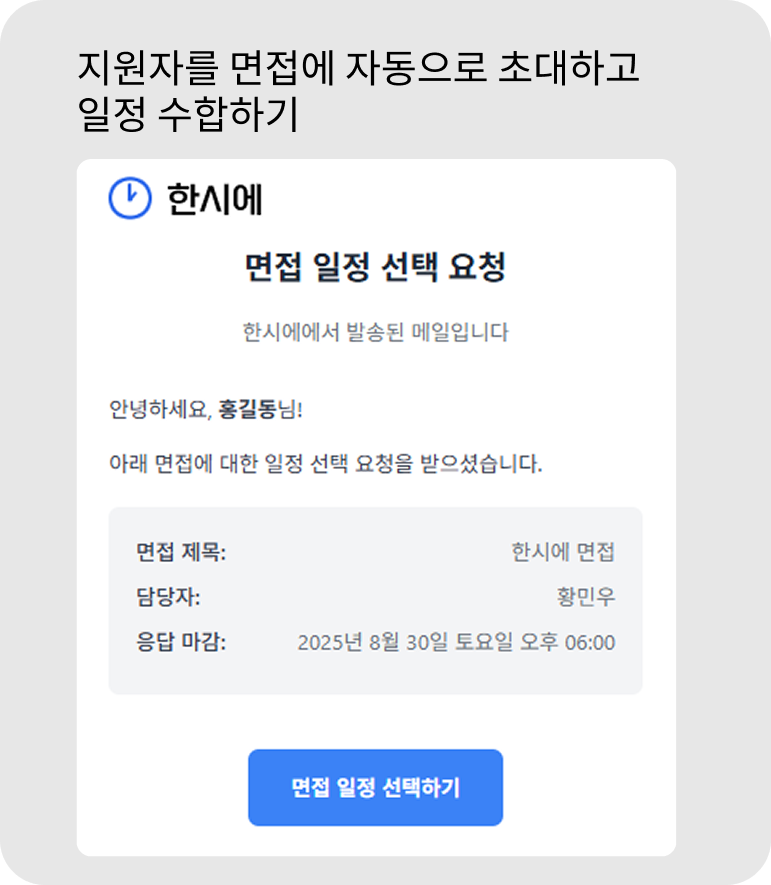 지원자를 면접에 자동으로 초대하고
일정 수합하기
한시에
면접 일정 선택 요청
한시에에서 발송된 메일입니다
안녕하세요, 홍길동님!
아래 면접에 대한 일정 선택 요청을 받으셨습니다.
면접 제목: 한시에 면접
담당자: 황민우
응답 마감: 2025년 8월 30일 토요일 오후 06:00
면접 일정 선택하기